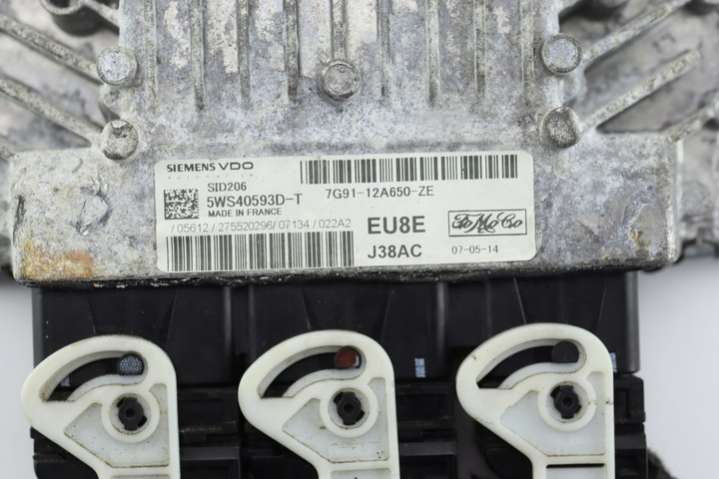 SIEMENS VDO
SID206
5WS40593D-T
MADE IN FRANCE
7G91-12A650-ZE
/ 05612 / 275520296/ 07134 / 022A2
EU8E
J38AC
FoMoCo
07-05-14